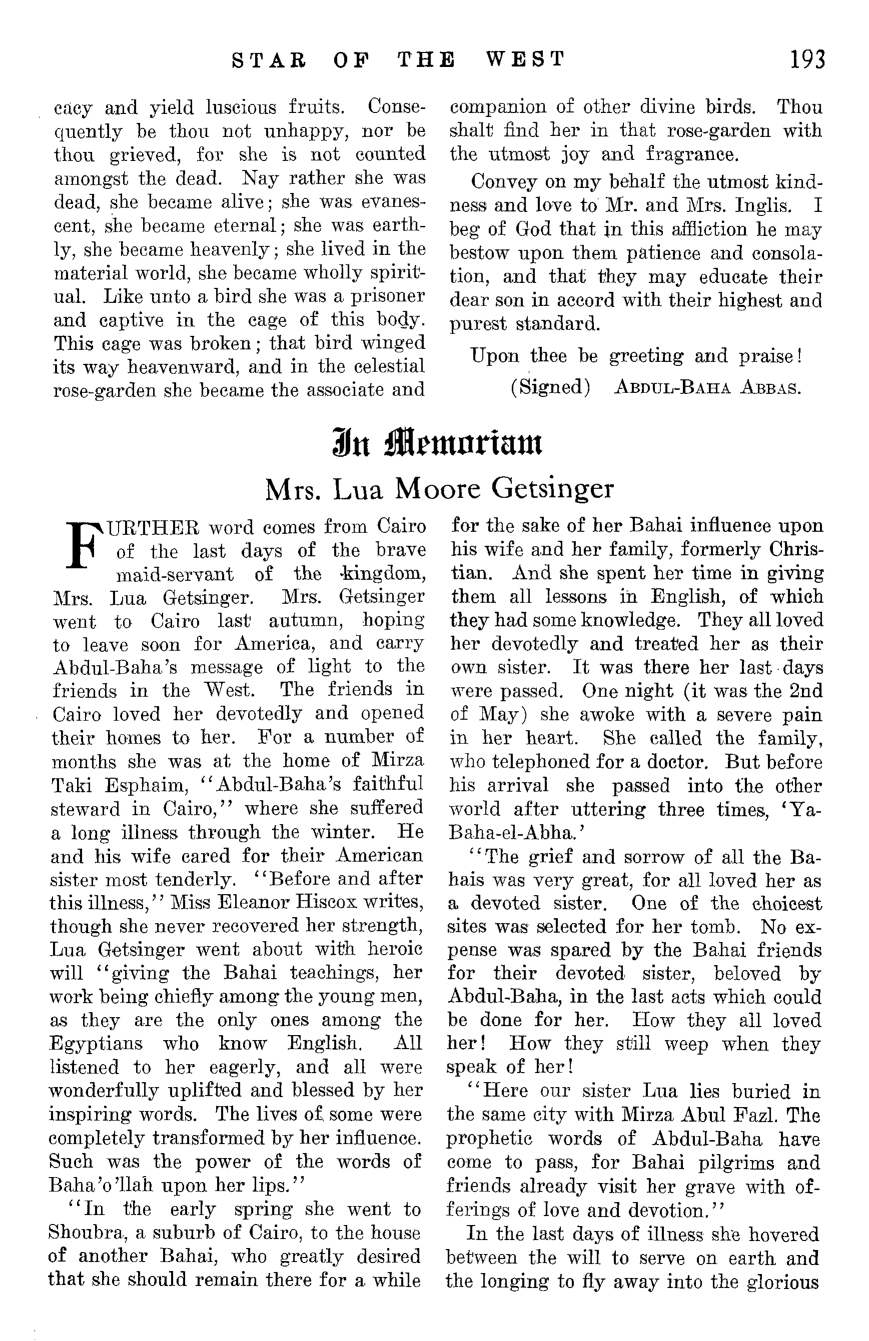 STAR OF THE WEST 193
cacy and yield luscious fruits. Conse-
quently be thou not unhappy, nor be
thou grieved, for she is not counted
amongst the dead. Nay rather she was
dead, she became alive; she was evanes-
cent, she became eternal; she was earth-
ly, she became heavenly; she lived in the
material world, she became wholly spirit-
ual. Like unto a bird she was a prisoner
and captive in the cage of this body.
This cage was broken; that bird winged
its way heavenward, and in the celestial
rose-garden she became the associate and
companion of other divine birds. Thou
shalt find her in that rose-garden with
the utmost joy and fragrance.
Convey on my behalf the utmost kind-
ness and love to Mr. and Mrs. Inglis. I
beg of God that in this affliction he may
bestow upon them patience and consola-
tion, and that they may educate their
dear son in accord with their highest and
purest standard.
Upon thee be greeting and praise!
(Signed) ABDUL-BAHA ABBAS.
In Memoriam
Mrs. Lua Moore Getsinger
FURTHER word comes from Cairo
of the last days of the brave
maid-servant of the kingdom,
Mrs. Lua Getsinger. Mrs. Getsinger
went to Cairo last autumn, hoping
to leave soon for America, and carry
Abdul-Baha's message of light to the
friends in the West. The friends in
Cairo loved her devotedly and opened
their homes to her. For a number of
months she was at the home of Mirza
Taki Esphaim, "Abdul-Baha's faithful
steward in Cairo," where she suffered
a long illness through the winter. He
and his wife cared for their American
sister most tenderly. "Before and after
this illness," Miss Eleanor Hiscox writes,
though she never recovered her strength,
Lua Getsinger went about with heroic
will "giving the Bahai teachings, her
work being chiefly among the young men,
as they are the only ones among the
Egyptians who know English. All
listened to her eagerly, and all were
wonderfully uplifted and blessed by her
inspiring words. The lives of some were
completely transformed by her influence.
Such was the power of the words of
Baha'o'llah upon her lips."
"In the early spring she went to
Shoubra, a suburb of Cairo, to the house
of another Bahai, who greatly desired
that she should remain there for a while
for the sake of her Bahai influence upon
his wife and her family, formerly Chris-
tian. And she spent her time in giving
them all lessons in English, of which
they had some knowledge. They all loved
her devotedly and treated her as their
own sister. It was there her last days
were passed. One night (it was the 2nd
of May) she awoke with a severe pain
in her heart. She called the family,
who telephoned for a doctor. But before
his arrival she passed into the other
world after uttering three times, 'Ya-
Baha-el-Abha.'
"The grief and sorrow of all the Ba-
hais was very great, for all loved her as
a devoted sister. One of the choicest
sites was selected for her tomb. No ex-
pense was spared by the Bahai friends
for their devoted sister, beloved by
Abdul-Baha, in the last acts which could
be done for her. How they all loved
her! How they still weep when they
speak of her!
"Here our sister Lua lies buried in
the same city with Mirza Abul Fazl. The
prophetic words of Abdul-Baha have
come to pass, for Bahai pilgrims and
friends already visit her grave with of-
ferings of love and devotion."
In the last days of illness she hovered
between the will to serve on earth and
the longing to fly away into the glorious